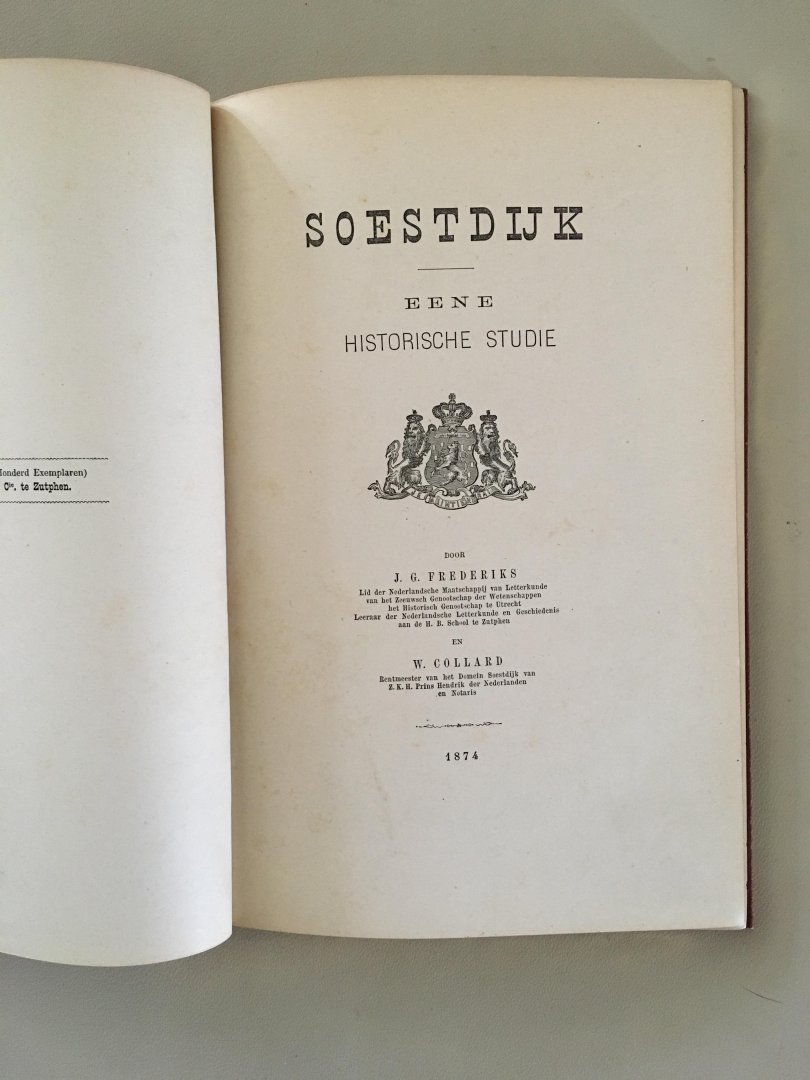 Honderd Exemplaren)
Cie. te Zutphen.
SOESTDIJK
EENE
HISTORISCHE STUDIE
DOOR
J. G. FREDERIKS
Lid der Nederlandsche Maatschappij van Letterkunde
van het Zeeuwsch Genootschap der Wetenschappen
het Historisch Genootschap te Utrecht
Leeraar der Nederlandsche Letterkunde en Geschiedenis
aan de H. B. School te Zutphen
EN
W. COLLARD
Rentmeester van het Domein Soestdijk van
Z. K. H. Prins Hendrik der Nederlanden
en Notaris
1874